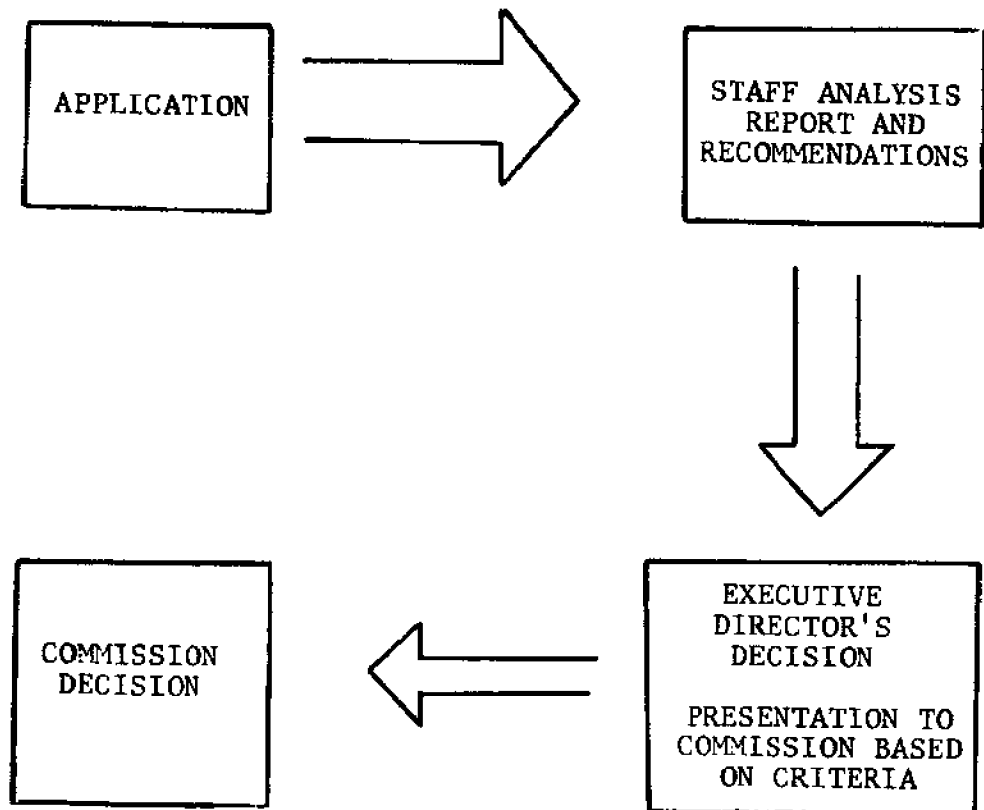 APPLICATION
STAFF ANALYSIS
REPORT AND
RECOMMENDATIONS
EXECUTIVE
DIRECTOR'S
DECISION
PRESENTATION TO
COMMISSION BASED
ON CRITERIA
COMMISSION
DECISION